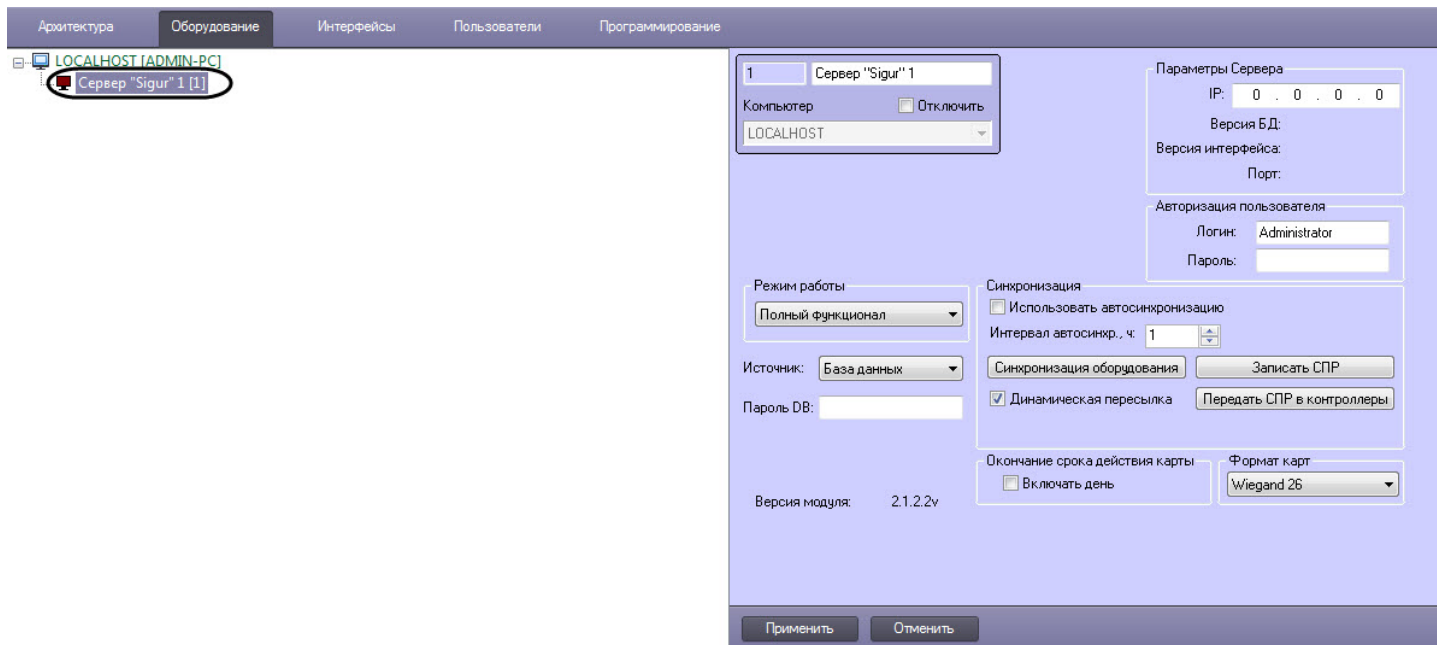 Архитектура Оборудование Интерфейсы Пользователи Программирование
LOCALHOST [ADMIN-PC]
Сервер "Sigur" 1 [1]
1 Сервер "Sigur" 1
Компьютер Отключить
LOCALHOST
Параметры Сервера
IP: 0 . 0 . 0 . 0
Версия БД:
Версия интерфейса:
Порт:
Авторизация пользователя
Логин: Administrator
Пароль:
Режим работы
Полный функционал
Источник: База данных
Пароль DB:
Синхронизация
Использовать автосинхронизацию
Интервал автосинхр., ч: 1
Синхронизация оборудования Записать СПР
Динамическая пересылка Передать СПР в контроллеры
Окончание срока действия карты
Включать день
Формат карт
Wiegand 26
Версия модуля: 2.1.2.2v
Применить Отменить